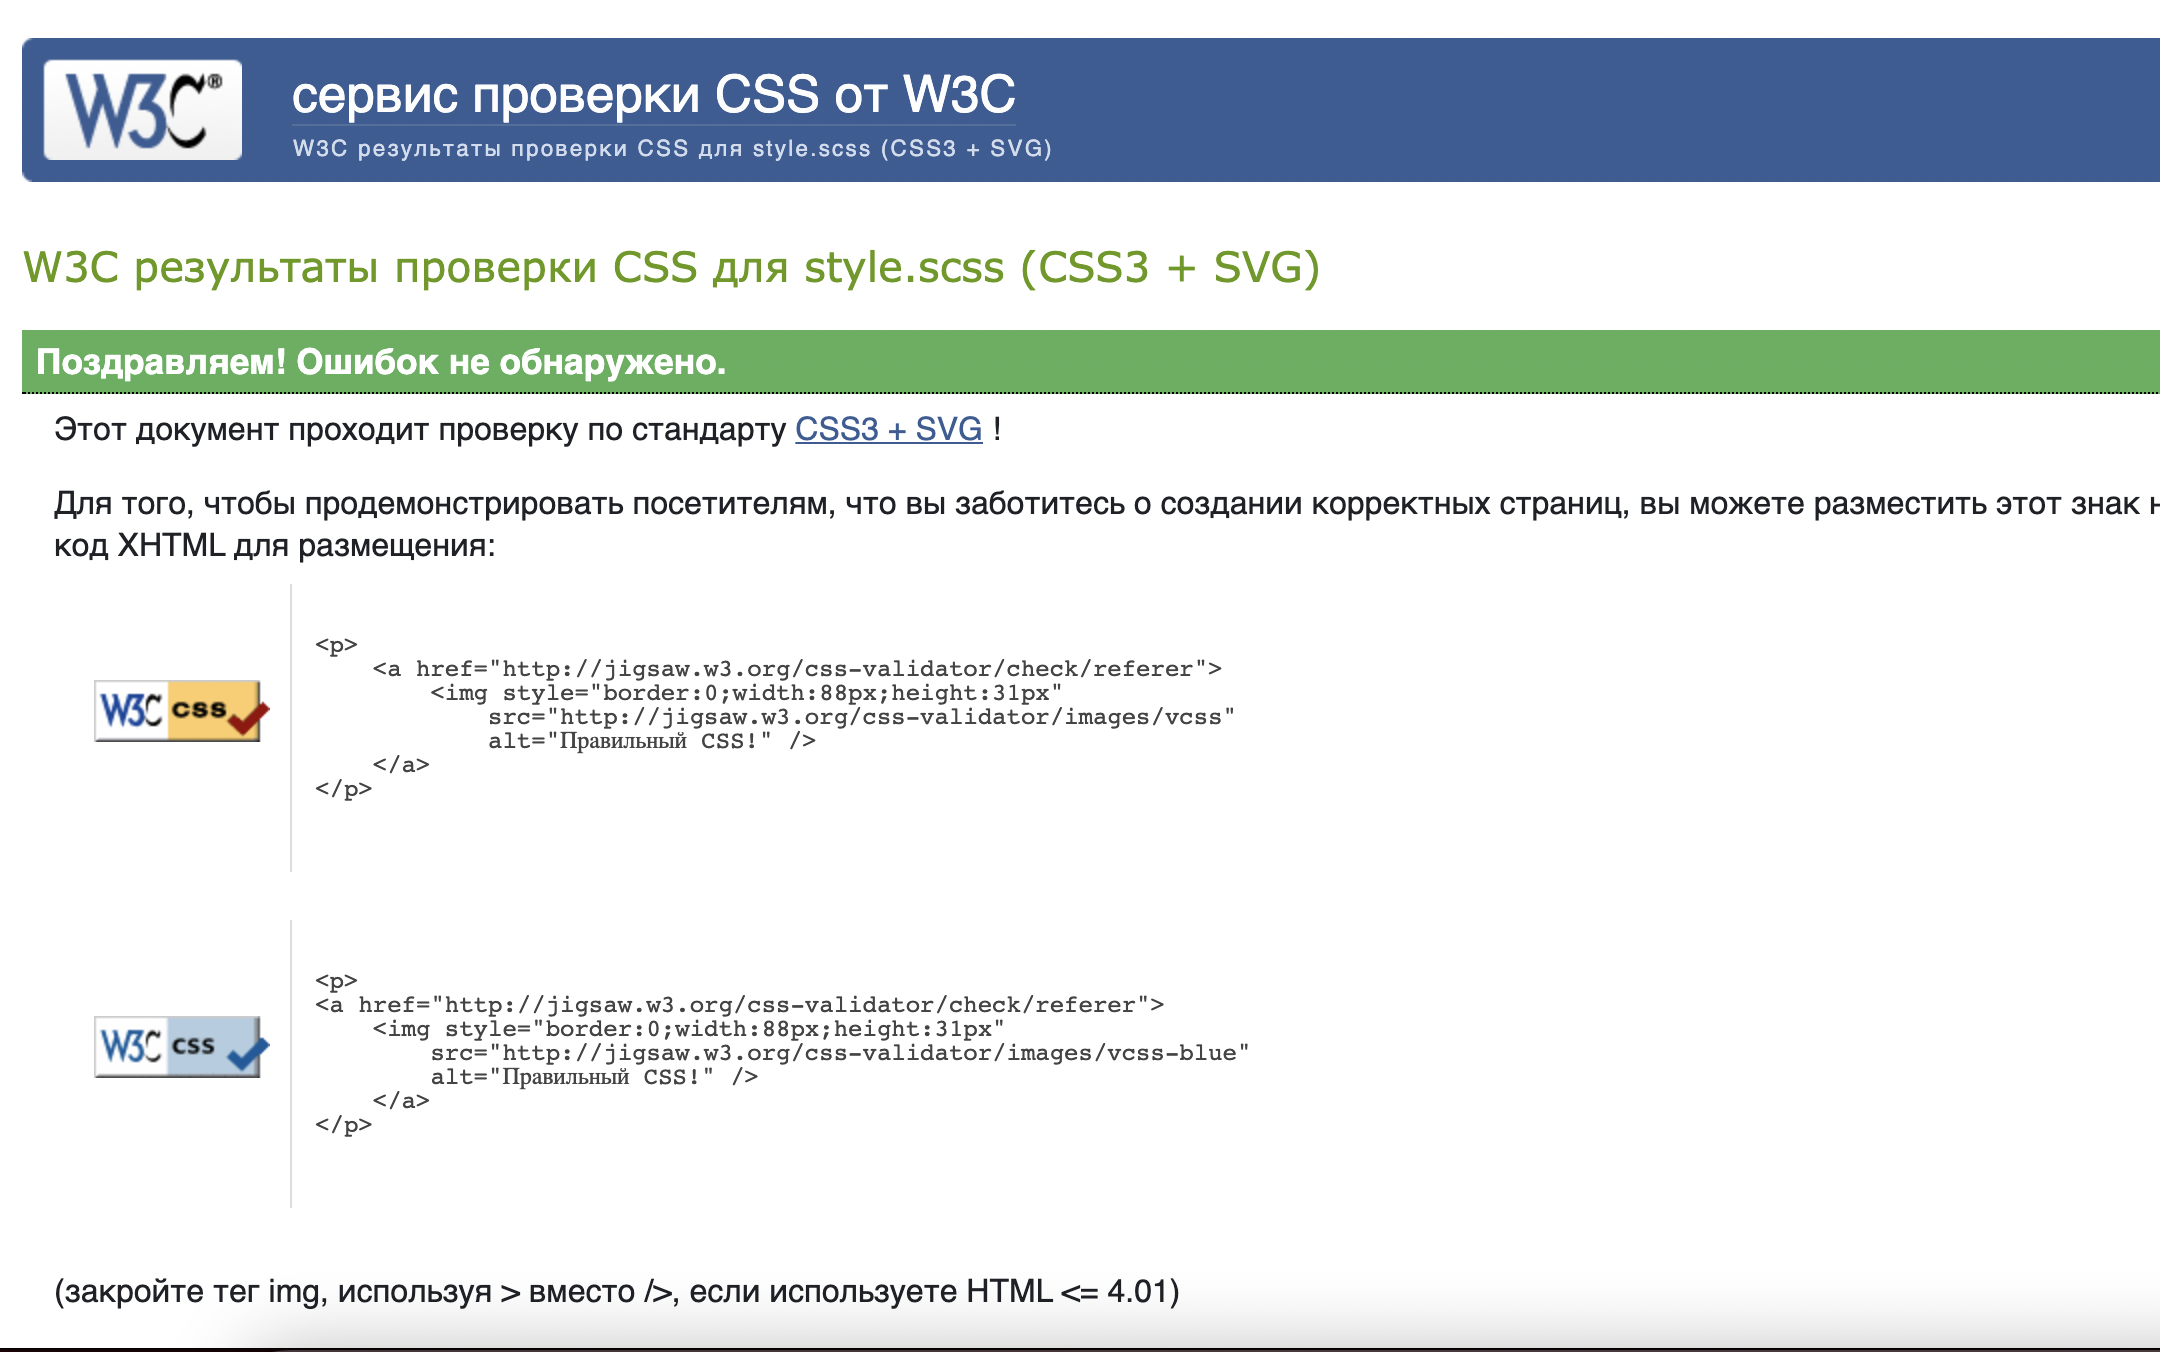 W3C®
сервис проверки CSS от W3C
W3C результаты проверки CSS для style.scss (CSS3 + SVG)
W3C результаты проверки CSS для style.scss (CSS3 + SVG)
Поздравляем! Ошибок не обнаружено.
Этот документ проходит проверку по стандарту CSS3 + SVG !
Для того, чтобы продемонстрировать посетителям, что вы заботитесь о создании корректных страниц, вы можете разместить этот знак
код XHTML для размещения:
<p>
    <a href="http://jigsaw.w3.org/css-validator/check/referer">
        <img style="border:0;width:88px;height:31px"
            src="http://jigsaw.w3.org/css-validator/images/vcss"
            alt="Правильный CSS!" />
    </a>
</p>
W3C css
<p>
<a href="http://jigsaw.w3.org/css-validator/check/referer">
    <img style="border:0;width:88px;height:31px"
        src="http://jigsaw.w3.org/css-validator/images/vcss-blue"
        alt="Правильный CSS!" />
    </a>
</p>
W3C css
(закройте тег img, используя > вместо />, если используете HTML <= 4.01)